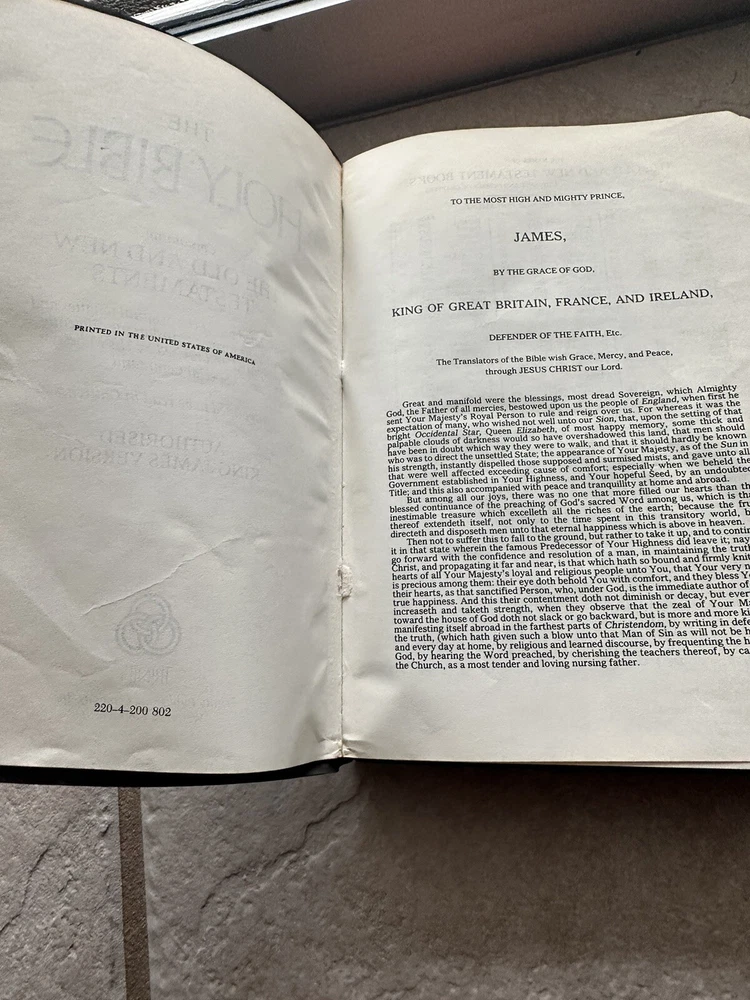 PRINTED IN THE UNITED STATES OF AMERICA
220-4-200 802
TO THE MOST HIGH AND MIGHTY PRINCE,
JAMES,
BY THE GRACE OF GOD,
KING OF GREAT BRITAIN, FRANCE, AND IRELAND,
DEFENDER OF THE FAITH, Etc.
The Translators of the Bible wish Grace, Mercy, and Peace,
through JESUS CHRIST our Lord.
Great and manifold were the blessings, most dread Sovereign, which Almighty
God, the Father of all mercies, bestowed upon us the people of England, when first he
sent Your Majesty's Royal Person to rule and reign over us. For whereas it was the
expectation of many, who wished not well unto our Sion, that, upon the setting of that
bright Occidental Star, Queen Elizabeth, of most happy memory, some thick and
palpable clouds of darkness would so have overshadowed this land, that men should
have been in doubt which way they were to walk, and that it should hardly be known
who was to direct the unsettled State; the appearance of Your Majesty, as of the Sun in
his strength, instantly dispelled those supposed and surmised mists, and gave unto all
that were well affected exceeding cause of comfort; especially when we beheld the
Government established in Your Highness, and Your hopeful Seed, by an undoubted
Title; and this also accompanied with peace and tranquillity at home and abroad.
But among all our joys, there was no one that more filled our hearts than th
blessed continuance of the preaching of God's sacred Word among us, which is tha
inestimable treasure which excelleth all the riches of the earth; because the fru
thereof extendeth itself, not only to the time spent in this transitory world, b
directeth and disposeth men unto that eternal happiness which is above in heaven.
Then not to suffer this to fall to the ground, but rather to take it up, and to contin
it in that state wherein the famous Predecessor of Your Highness did leave it; nay
go forward with the confidence and resolution of a man, in maintaining the truth
Christ, and propagating it far and near, is that which hath so bound and firmly knit
hearts of all Your Majesty's loyal and religious people unto You, that Your very n
is precious among them: their eye doth behold You with comfort, and they bless Yo
their hearts, as that sanctified Person, who, under God, is the immediate author of
true happiness. And this their contentment doth not diminish or decay, but ever
increaseth and taketh strength, when they observe that the zeal of Your Ma
toward the house of God doth not slack or go backward, but is more and more ki
manifesting itself abroad in the farthest parts of Christendom, by writing in defe
the truth, (which hath given such a blow unto that Man of Sin as will not be h
and every day at home, by religious and learned discourse, by frequenting the h
God, by hearing the Word preached, by cherishing the teachers thereof, by ca
the Church, as a most tender and loving nursing father.